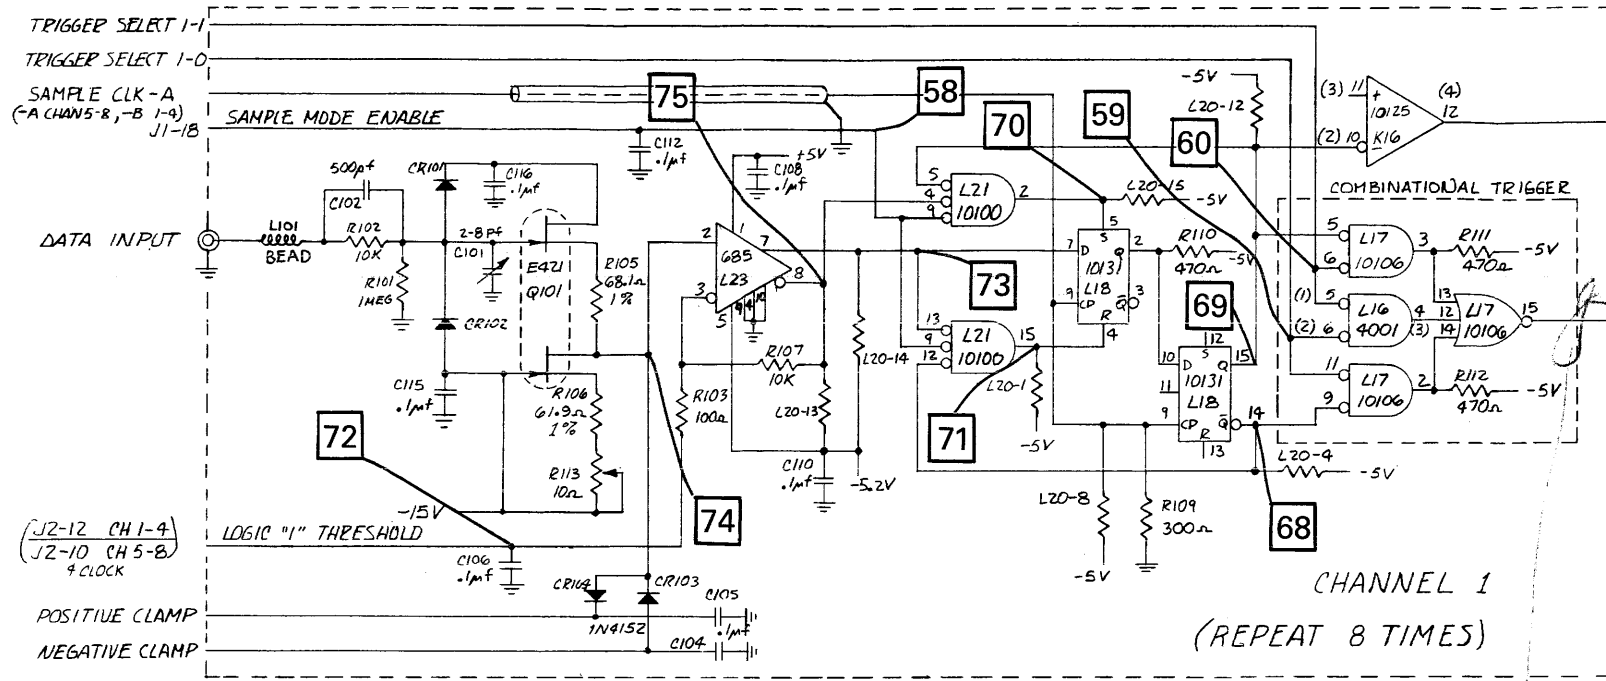 TRIGGER SELECT 1-1
TRIGGER SELECT 1-0
SAMPLE CLK-A
(-A CHAN 5-8, -B 1-4)
J1-18
SAMPLE MODE ENABLE
75
58
70
59
60
-5V
L20-12
(3) 11
+
10125
K16
(2) 10
(4)
12
C112
.1µf
+5V
C108
.1µf
500pf
C102
CR101
C116
.1µf
DATA INPUT
L101
BEAD
R102
10K
R101
1MEG
2-8pf
C101
E421
Q101
R105
68.1Ω
1%
CR102
C115
.1µf
R106
61.9Ω
1%
R113
10Ω
-15V
72
2
1
685
L23
7
8
3
5
9
4
10
R107
10K
R103
100Ω
L20-13
L20-14
C110
.1µf
-5.2V
5
4
9
L21
10100
2
L20-15
-5V
13
9
12
L21
10100
15
L20-1
-5V
71
73
7
D
5
S
10131
L18
Q
2
9
CP
Q̅
3
R
4
R110
470Ω
-5V
69
12
S
10
D
Q
15
10131
11
L18
9
CP
Q̅
14
R
13
L20-4
-5V
L20-8
-5V
R109
300Ω
68
74
COMBINATIONAL TRIGGER
5
6
L17
10106
3
R111
470Ω
-5V
(1) 5
(2) 6
L16
4001
4
(3)
13
12
14
L17
10106
15
11
9
L17
10106
2
R112
470Ω
-5V
(J2-12 CH 1-4)
(J2-10 CH 5-8)
& CLOCK
LOGIC "1" THRESHOLD
C106
.1µf
CR104
CR103
1N4152
C105
.1µf
C104
POSITIVE CLAMP
NEGATIVE CLAMP
CHANNEL 1
(REPEAT 8 TIMES)